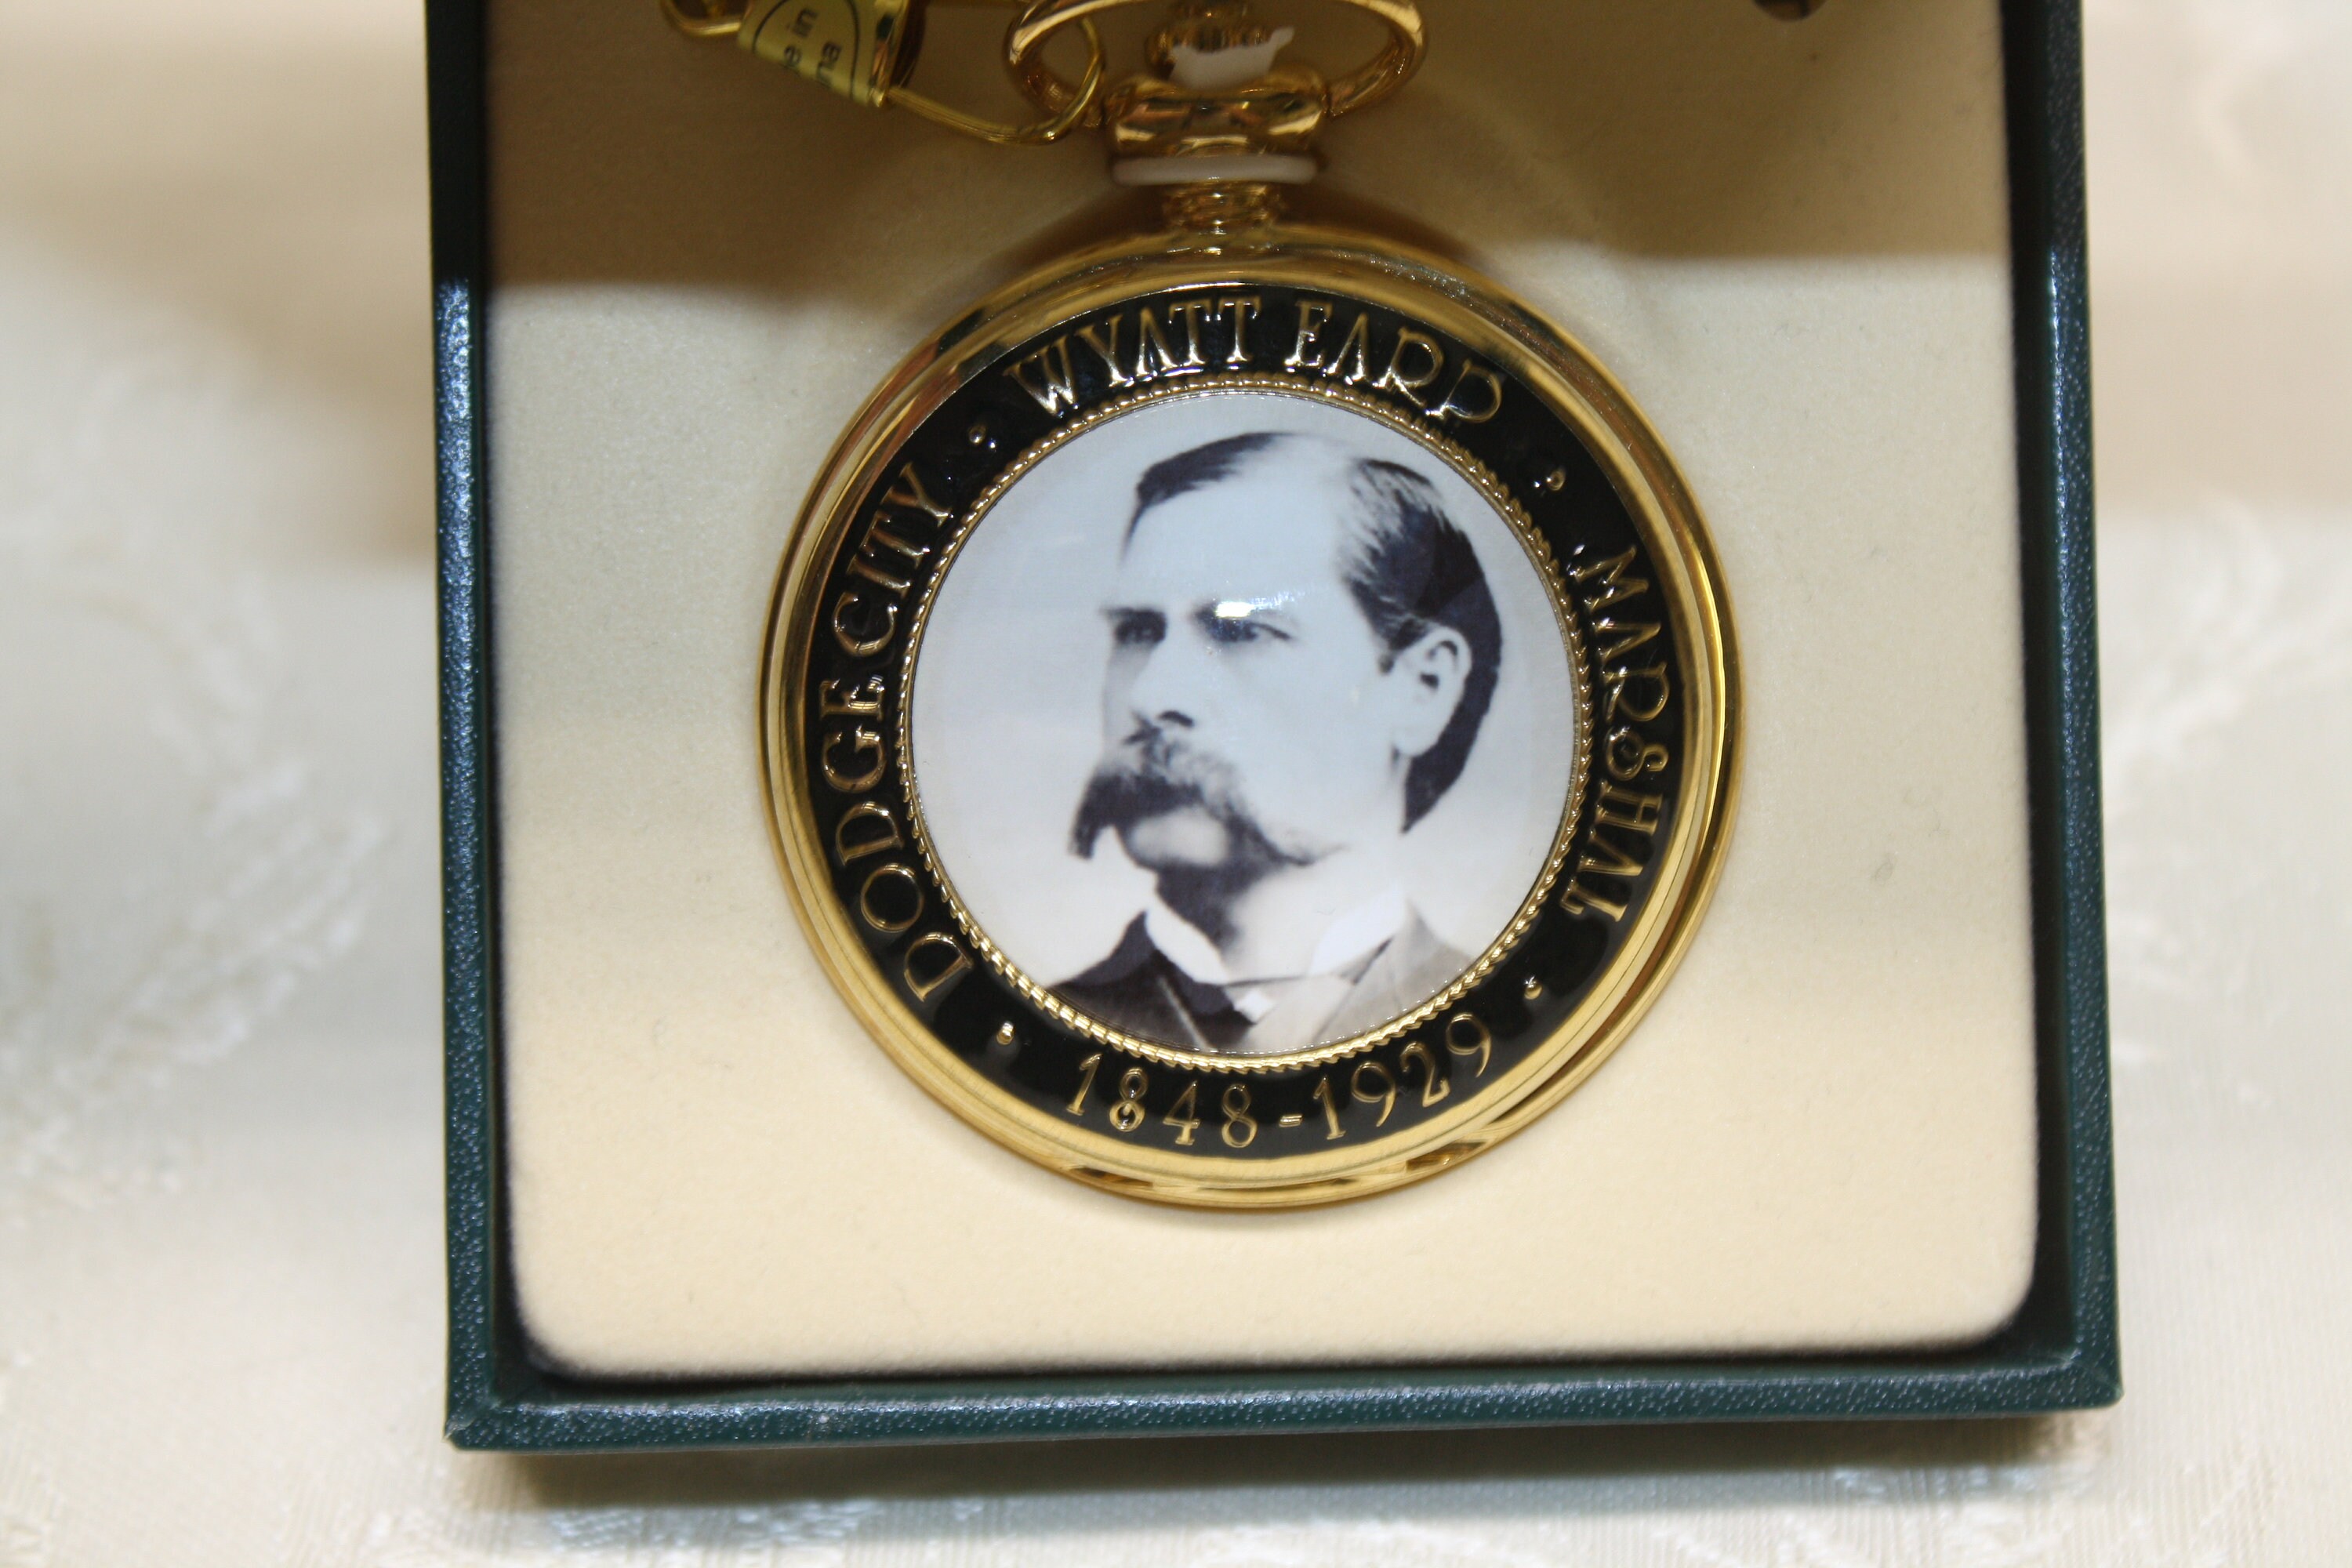 WYATT EARP
MARSHAL
1848-1929
DODGE CITY